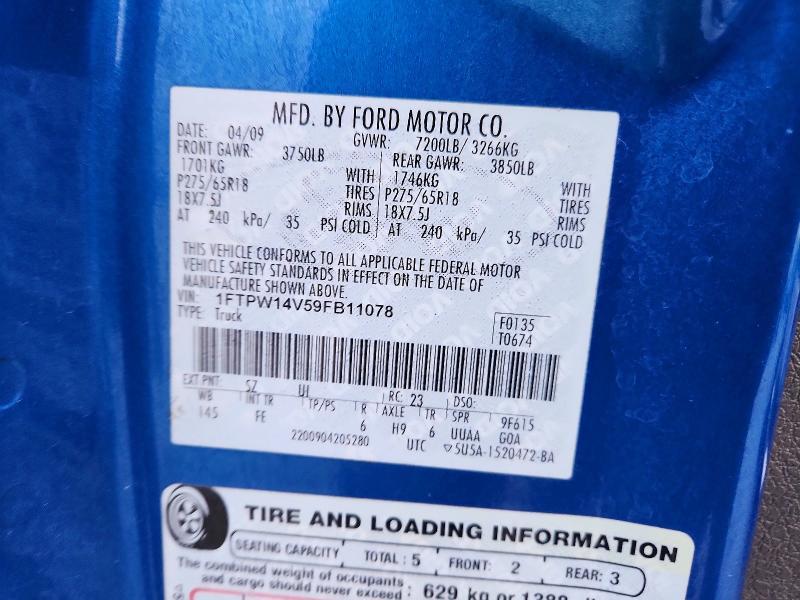 MFD. BY FORD MOTOR CO.
DATE: 04/09 GVWR: 7200LB/ 3266KG
FRONT GAWR: 3750LB REAR GAWR: 3850LB
1701KG WITH 1746KG WITH
P275/65R18 TIRES P275/65R18 TIRES
18X7.5J RIMS 18X7.5J RIMS
AT 240 kPa/ 35 PSI COLD AT 240 kPa/ 35 PSI COLD
THIS VEHICLE CONFORMS TO ALL APPLICABLE FEDERAL MOTOR
VEHICLE SAFETY STANDARDS IN EFFECT ON THE DATE OF
MANUFACTURE SHOWN ABOVE.
VIN: 1FTPW14V59FB11078
TYPE: Truck F0135
T0674
EXT PNT: SZ UI RC: 23 DSO:
WB INT TR TP/PS R AXLE TR SPR 9F615
145 FE 6 H9 6 UUAA GOA
2200904205280 UTC ▽5U5A-1520472-BA
TIRE AND LOADING INFORMATION
SEATING CAPACITY TOTAL : 5 FRONT: 2 REAR: 3
The combined weight of occupants
and cargo should never exceed : 629 kg or